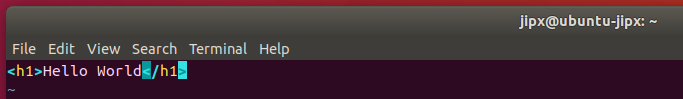 jipx@ubuntu-jipx: ~
File Edit View Search Terminal Help
<h1>Hello World</h1>
~